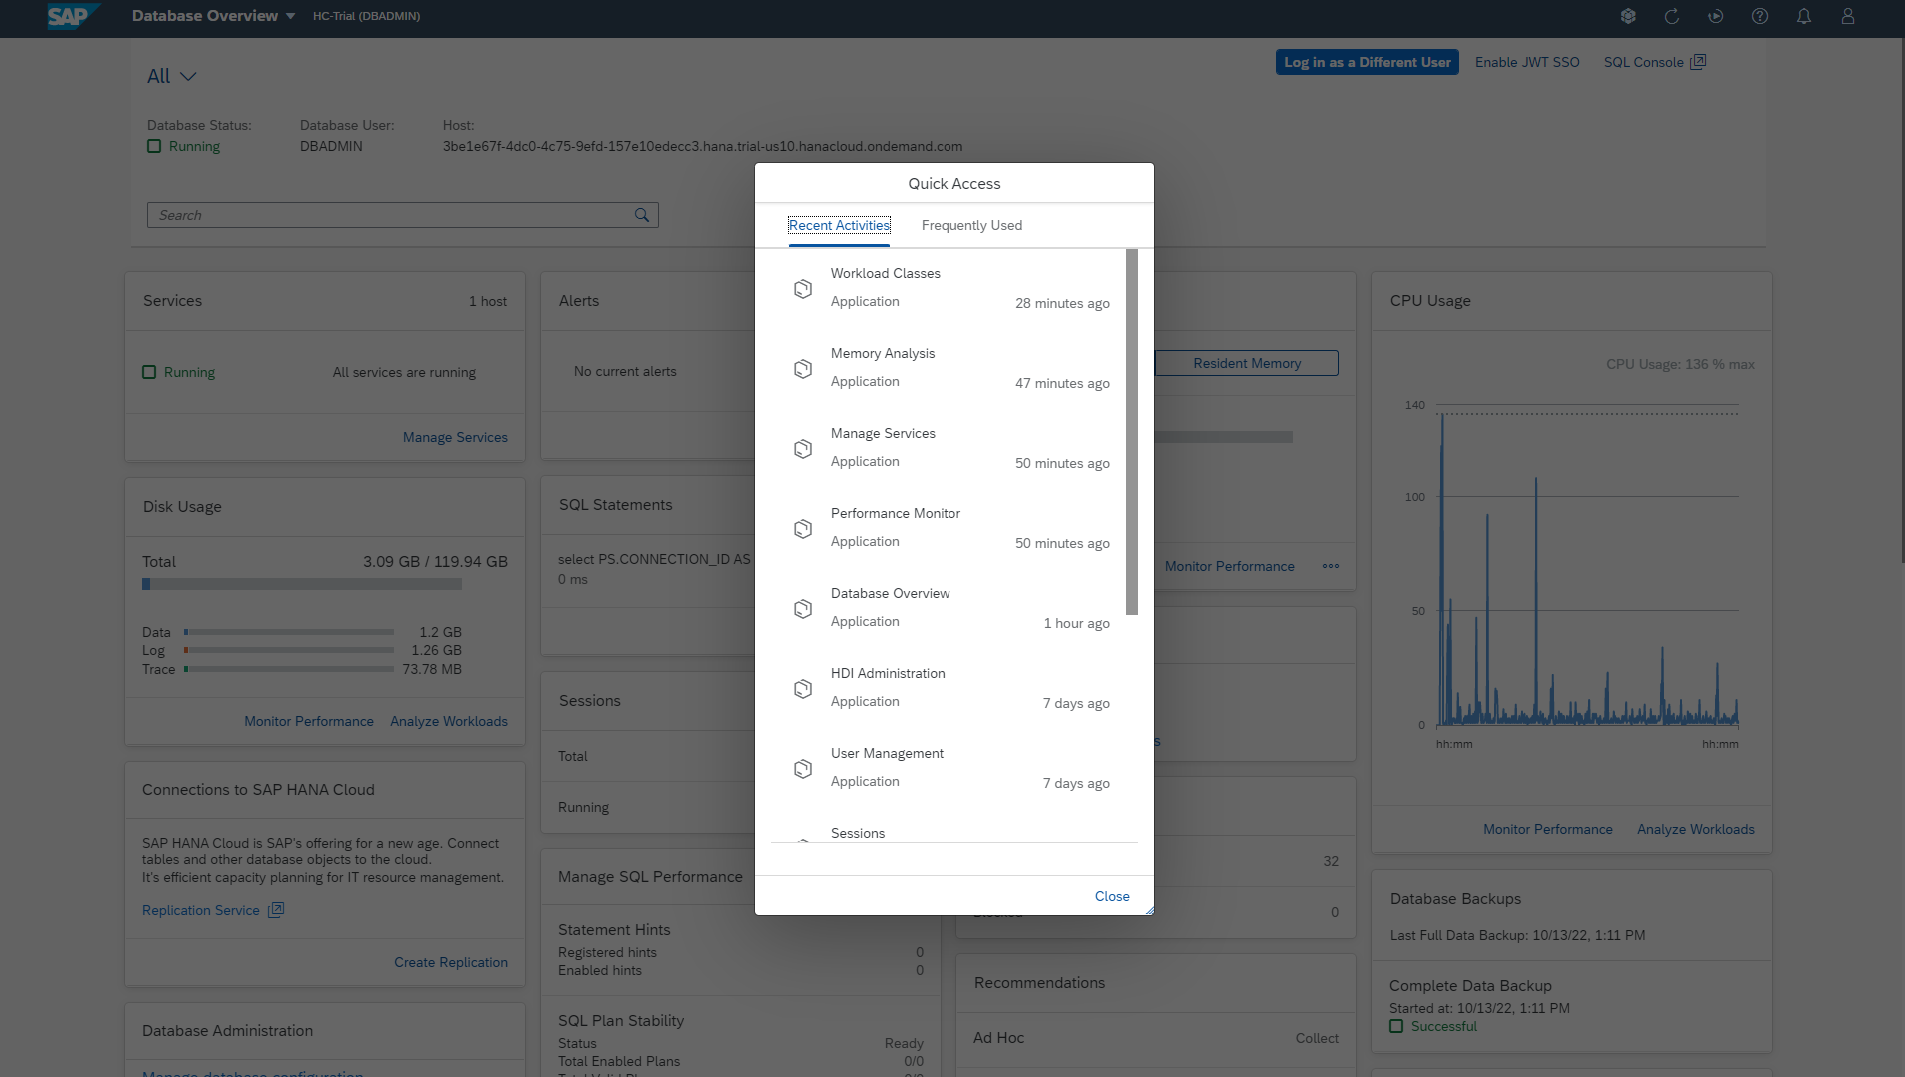 SAP Database Overview HC-Trial (DBADMIN)
All
Log in as a Different User Enable JWT SSO SQL Console
Database Status: Database User: Host:
Running DBADMIN 3be1e67f-4dc0-4c75-9efd-157e10edecc3.hana.trial-us10.hanacloud.ondemand.com
Search
Quick Access
Recent Activities Frequently Used
Workload Classes
Application 28 minutes ago
Memory Analysis
Application 47 minutes ago
Manage Services
Application 50 minutes ago
Performance Monitor
Application 50 minutes ago
Database Overview
Application 1 hour ago
HDI Administration
Application 7 days ago
User Management
Application 7 days ago
Sessions
Close
Services 1 host
Running All services are running
Manage Services
Disk Usage
Total 3.09 GB / 119.94 GB
Data 1.2 GB
Log 1.26 GB
Trace 73.78 MB
Monitor Performance Analyze Workloads
Connections to SAP HANA Cloud
SAP HANA Cloud is SAP's offering for a new age. Connect
tables and other database objects to the cloud.
It's efficient capacity planning for IT resource management.
Replication Service
Create Replication
Database Administration
Manage database configuration
Alerts
No current alerts
SQL Statements
select PS.CONNECTION_ID AS
0 ms
Sessions
Total
Running
Manage SQL Performance
Statement Hints
Registered hints 0
Enabled hints 0
SQL Plan Stability
Status Ready
Total Enabled Plans 0/0
Resident Memory
Monitor Performance
32
0
Recommendations
Ad Hoc Collect
CPU Usage
CPU Usage: 136 % max
140
100
50
0
hh:mm hh:mm
Monitor Performance Analyze Workloads
Database Backups
Last Full Data Backup: 10/13/22, 1:11 PM
Complete Data Backup
Started at: 10/13/22, 1:11 PM
Successful